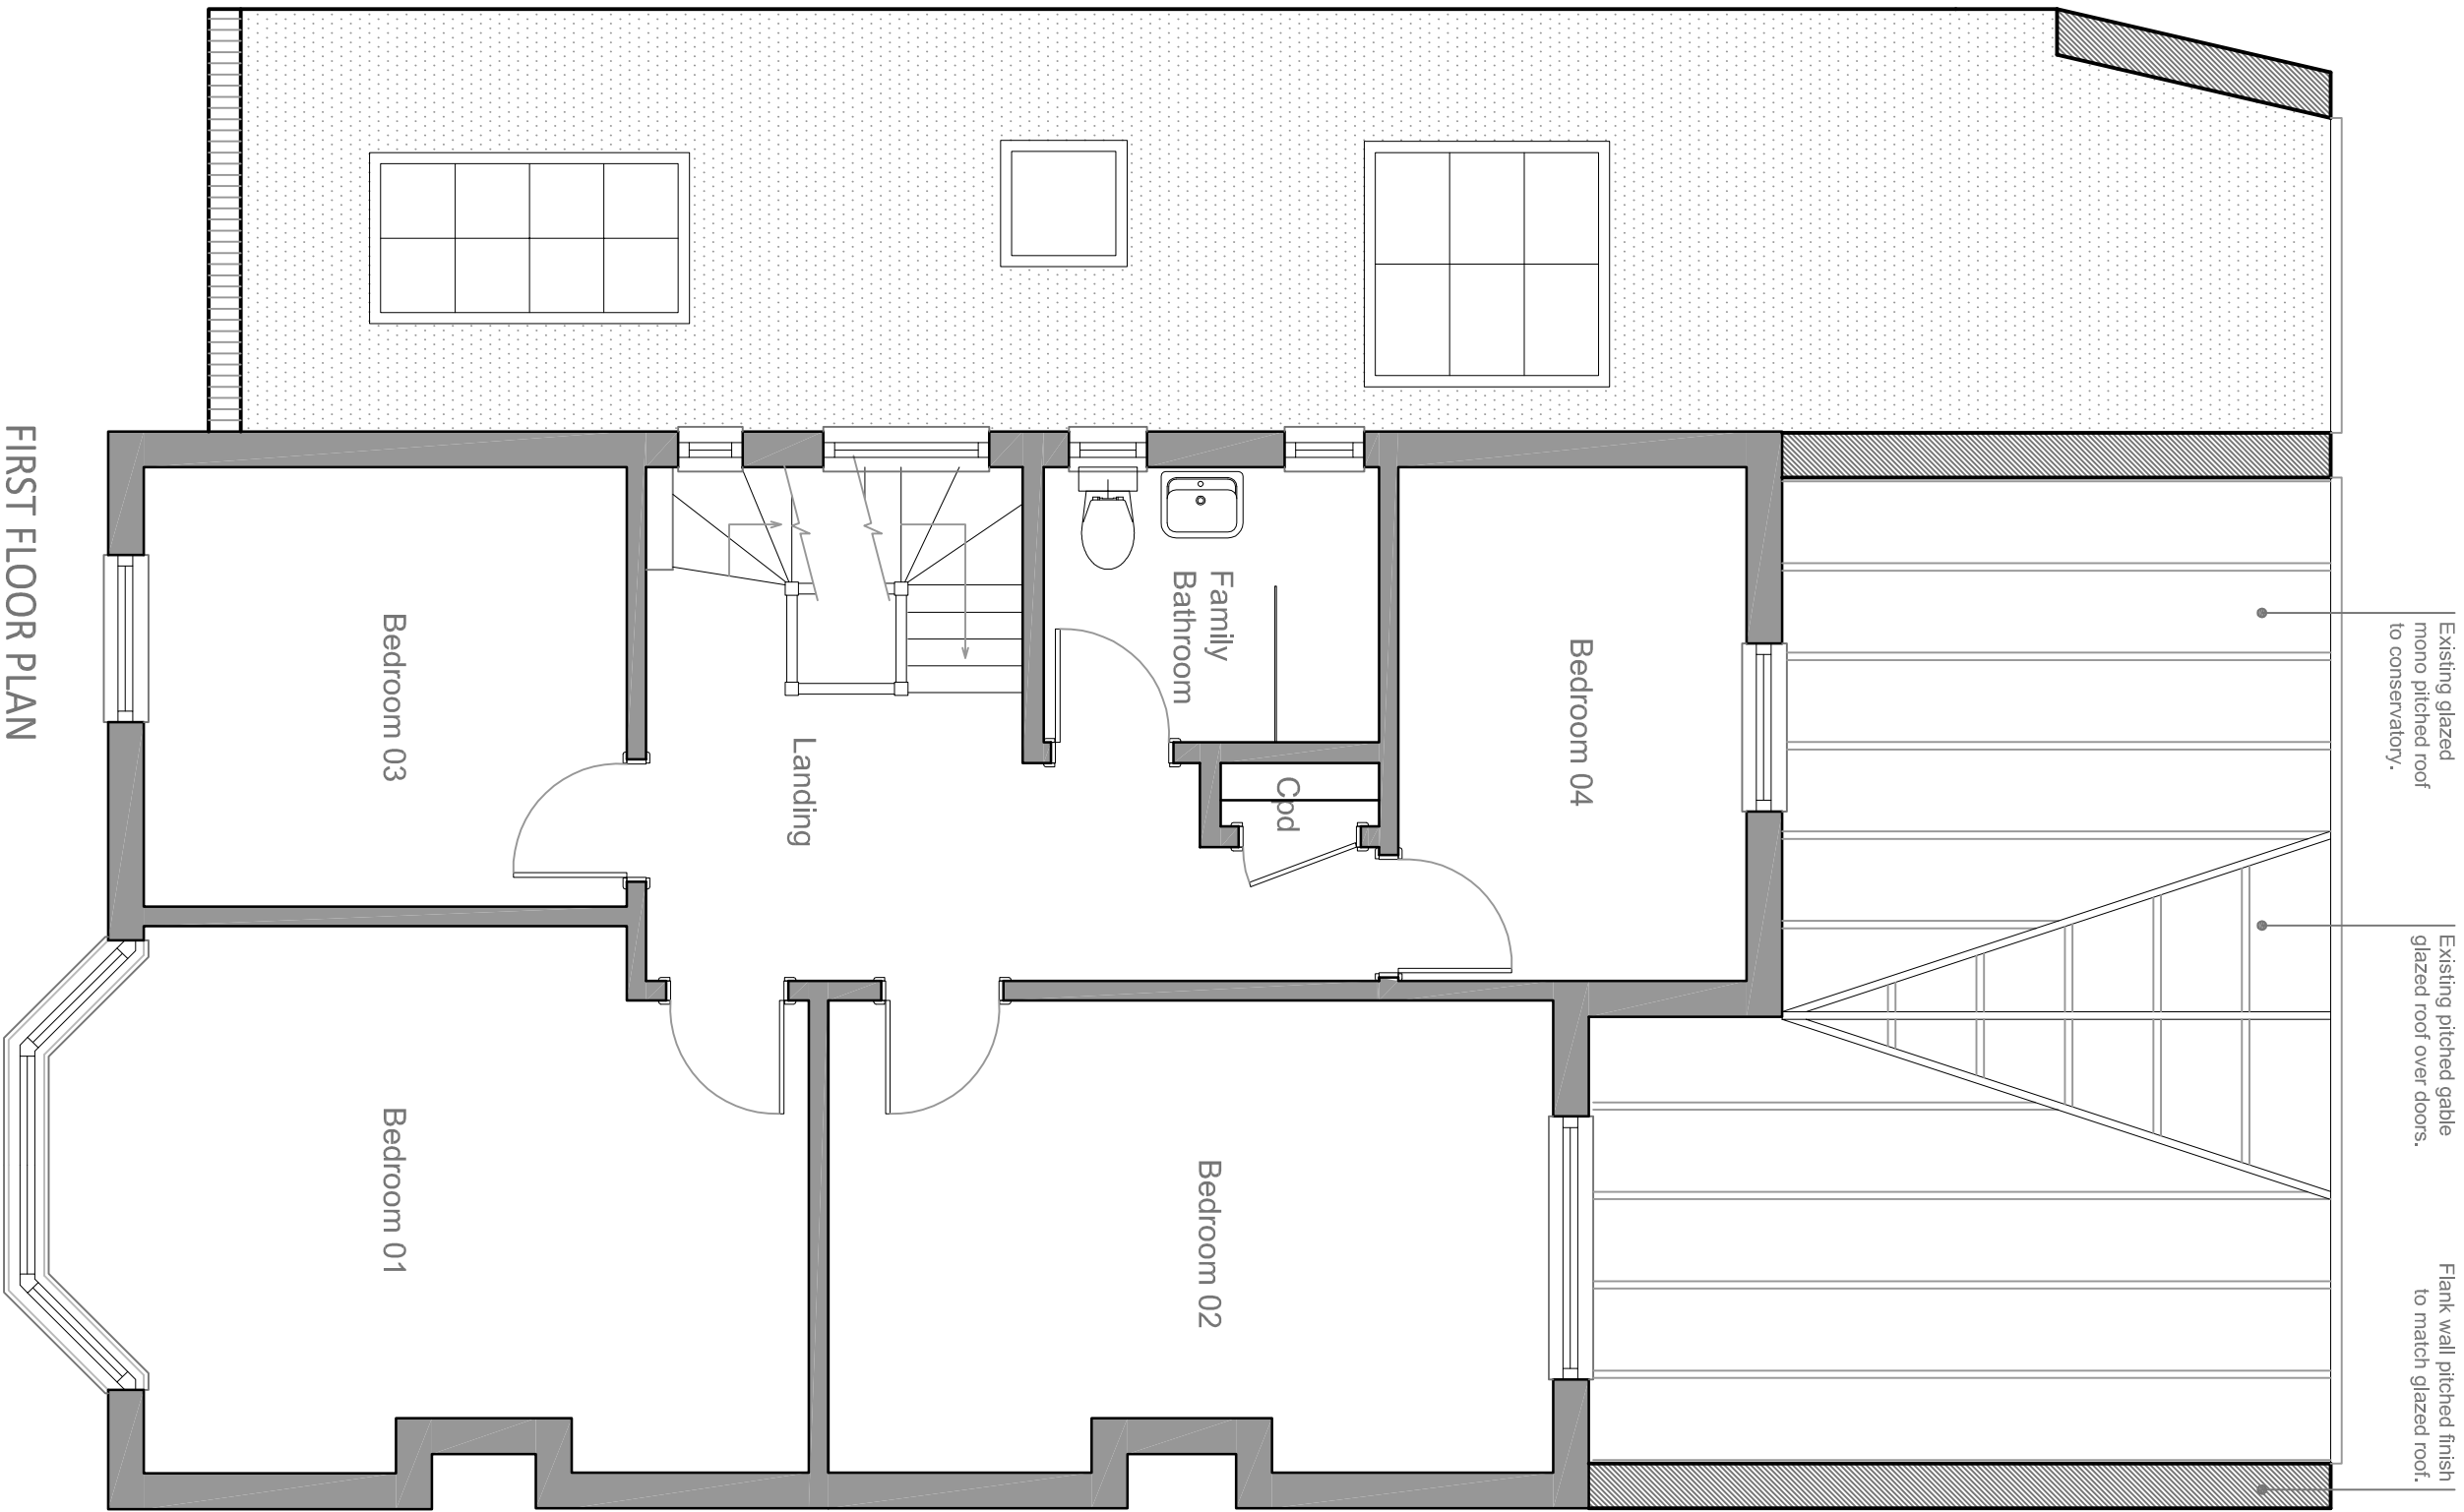 Existing glazed
mono pitched roof
to conservatory.
Existing pitched gable
glazed roof over doors.
Flank wall pitched finish
to match glazed roof.
Bedroom 04
Cpd
Family
Bathroom
Bedroom 02
Landing
Bedroom 03
Bedroom 01
FIRST FLOOR PLAN